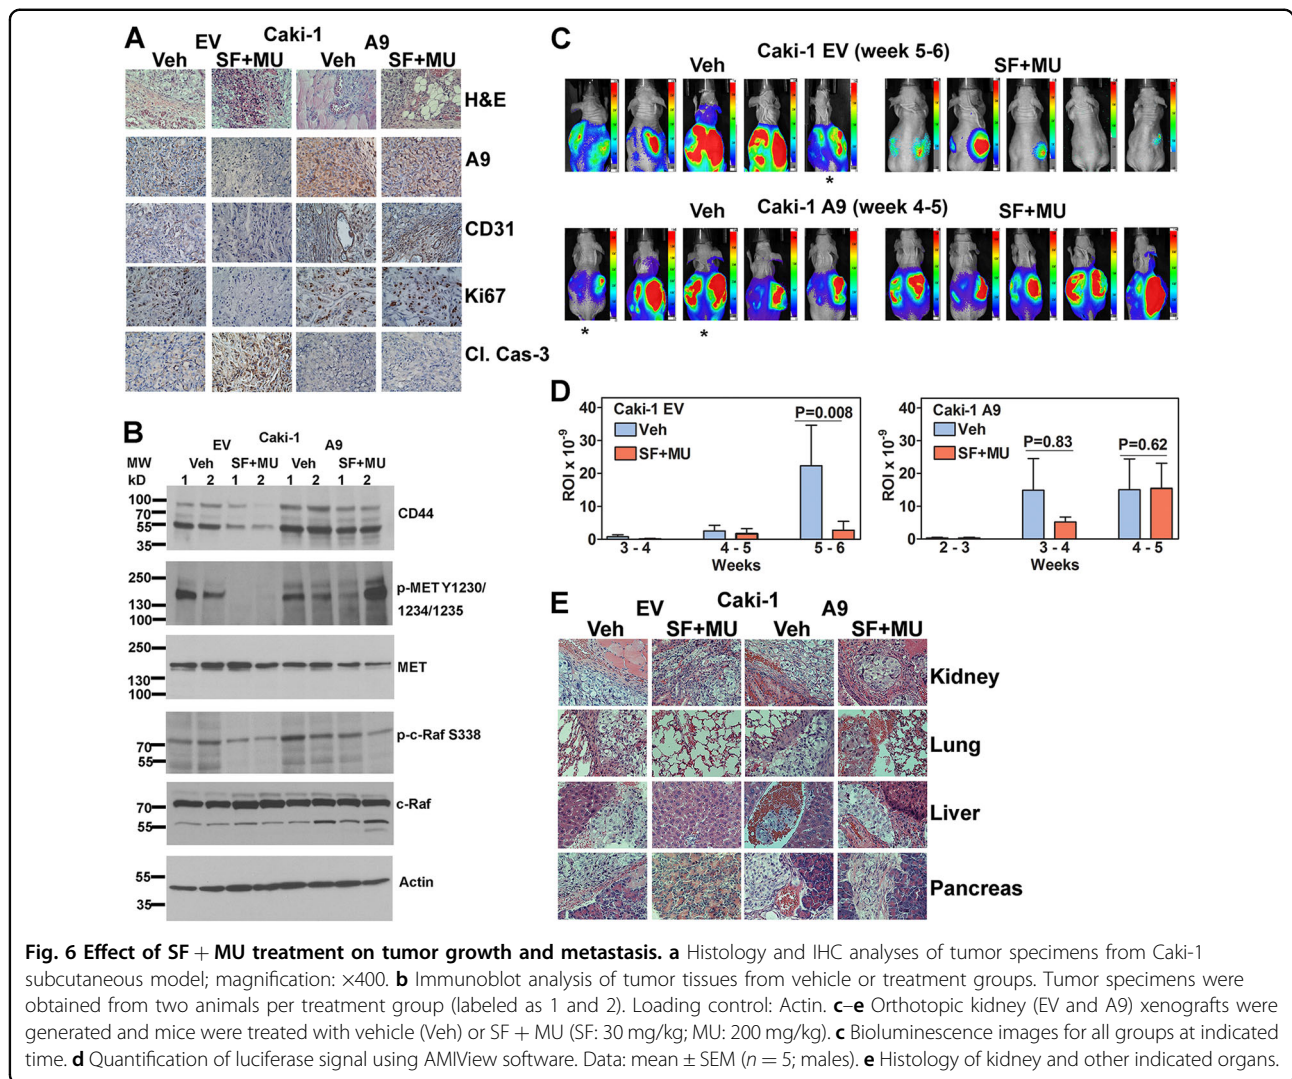 A
Caki-1
EV A9
Veh SF+MU Veh SF+MU
H&E
A9
CD31
Ki67
Cl. Cas-3
B
Caki-1
EV A9
MW Veh SF+MU Veh SF+MU
kD 1 2 1 2 1 2 1 2
100
70
55
35
CD44
250
130
100
p-MET Y1230/
1234/1235
250
130
100
MET
70
55
p-c-Raf S338
70
55
c-Raf
55
35
Actin
C
Caki-1 EV (week 5-6)
Veh SF+MU
*
Caki-1 A9 (week 4-5)
Veh SF+MU
* *
D
Caki-1 EV
Veh
SF+MU
P=0.008
ROI x 10-9
40
30
20
10
0
3 - 4 4 - 5 5 - 6
Weeks
Caki-1 A9
Veh
SF+MU
P=0.83
P=0.62
ROI x 10-9
40
30
20
10
0
2 - 3 3 - 4 4 - 5
Weeks
E
Caki-1
EV A9
Veh SF+MU Veh SF+MU
Kidney
Lung
Liver
Pancreas
Fig. 6 Effect of SF + MU treatment on tumor growth and metastasis. a Histology and IHC analyses of tumor specimens from Caki-1
subcutaneous model; magnification: ×400. b Immunoblot analysis of tumor tissues from vehicle or treatment groups. Tumor specimens were
obtained from two animals per treatment group (labeled as 1 and 2). Loading control: Actin. c–e Orthotopic kidney (EV and A9) xenografts were
generated and mice were treated with vehicle (Veh) or SF + MU (SF: 30 mg/kg; MU: 200 mg/kg). c Bioluminescence images for all groups at indicated
time. d Quantification of luciferase signal using AMIView software. Data: mean ± SEM (n = 5; males). e Histology of kidney and other indicated organs.